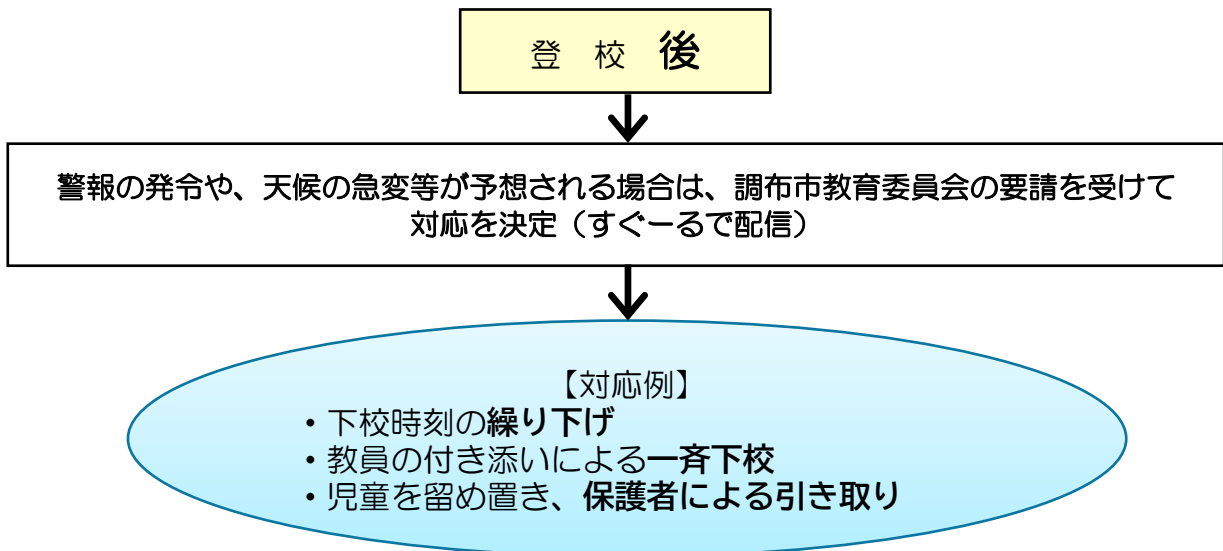 登 校 後
警報の発令や、天候の急変等が予想される場合は、調布市教育委員会の要請を受けて
対応を決定（すぐーるで配信）
【対応例】
・下校時刻の繰り下げ
・教員の付き添いによる一斉下校
・児童を留め置き、保護者による引き取り